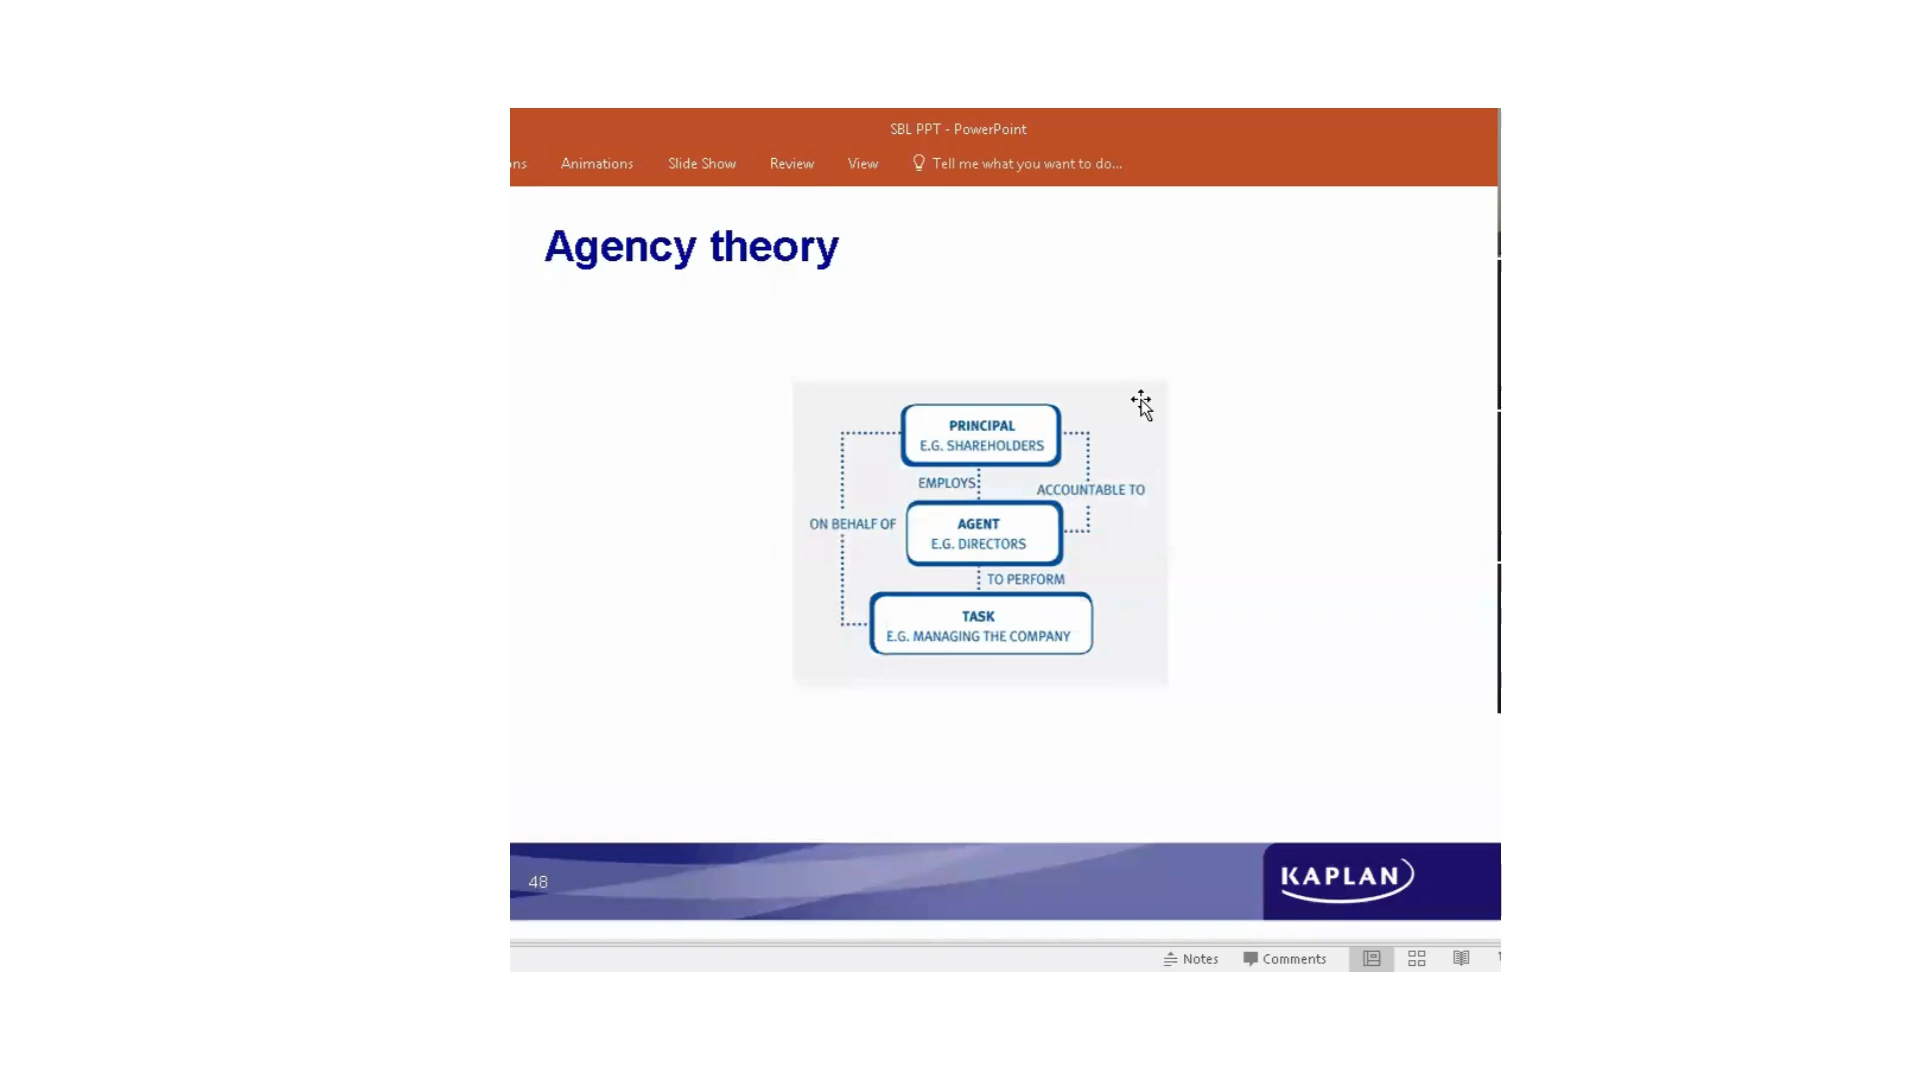 SBL PPT - PowerPoint
ons Animations Slide Show Review View Tell me what you want to do...
Agency theory
PRINCIPAL
E.G. SHAREHOLDERS
EMPLOYS
ACCOUNTABLE TO
ON BEHALF OF
AGENT
E.G. DIRECTORS
TO PERFORM
TASK
E.G. MANAGING THE COMPANY
48
KAPLAN
Notes Comments